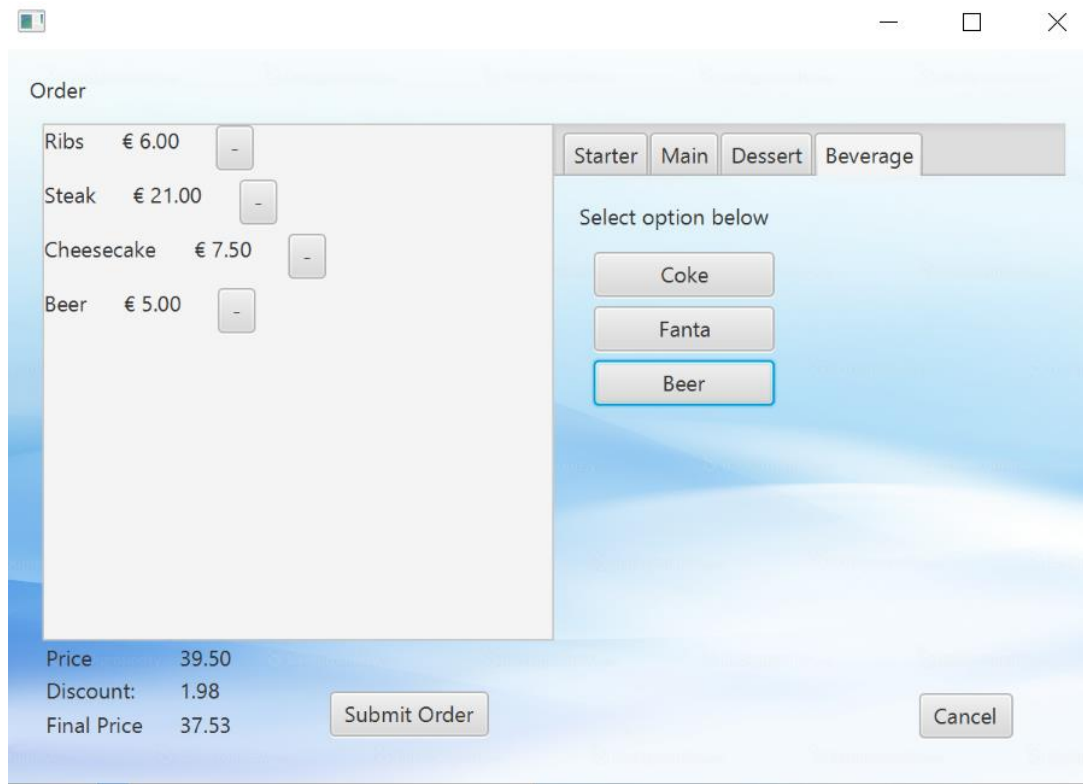 Order
Ribs € 6.00 -
Steak € 21.00 -
Cheesecake € 7.50 -
Beer € 5.00 -
Starter Main Dessert Beverage
Select option below
Coke
Fanta
Beer
Price 39.50
Discount: 1.98
Final Price 37.53
Submit Order
Cancel